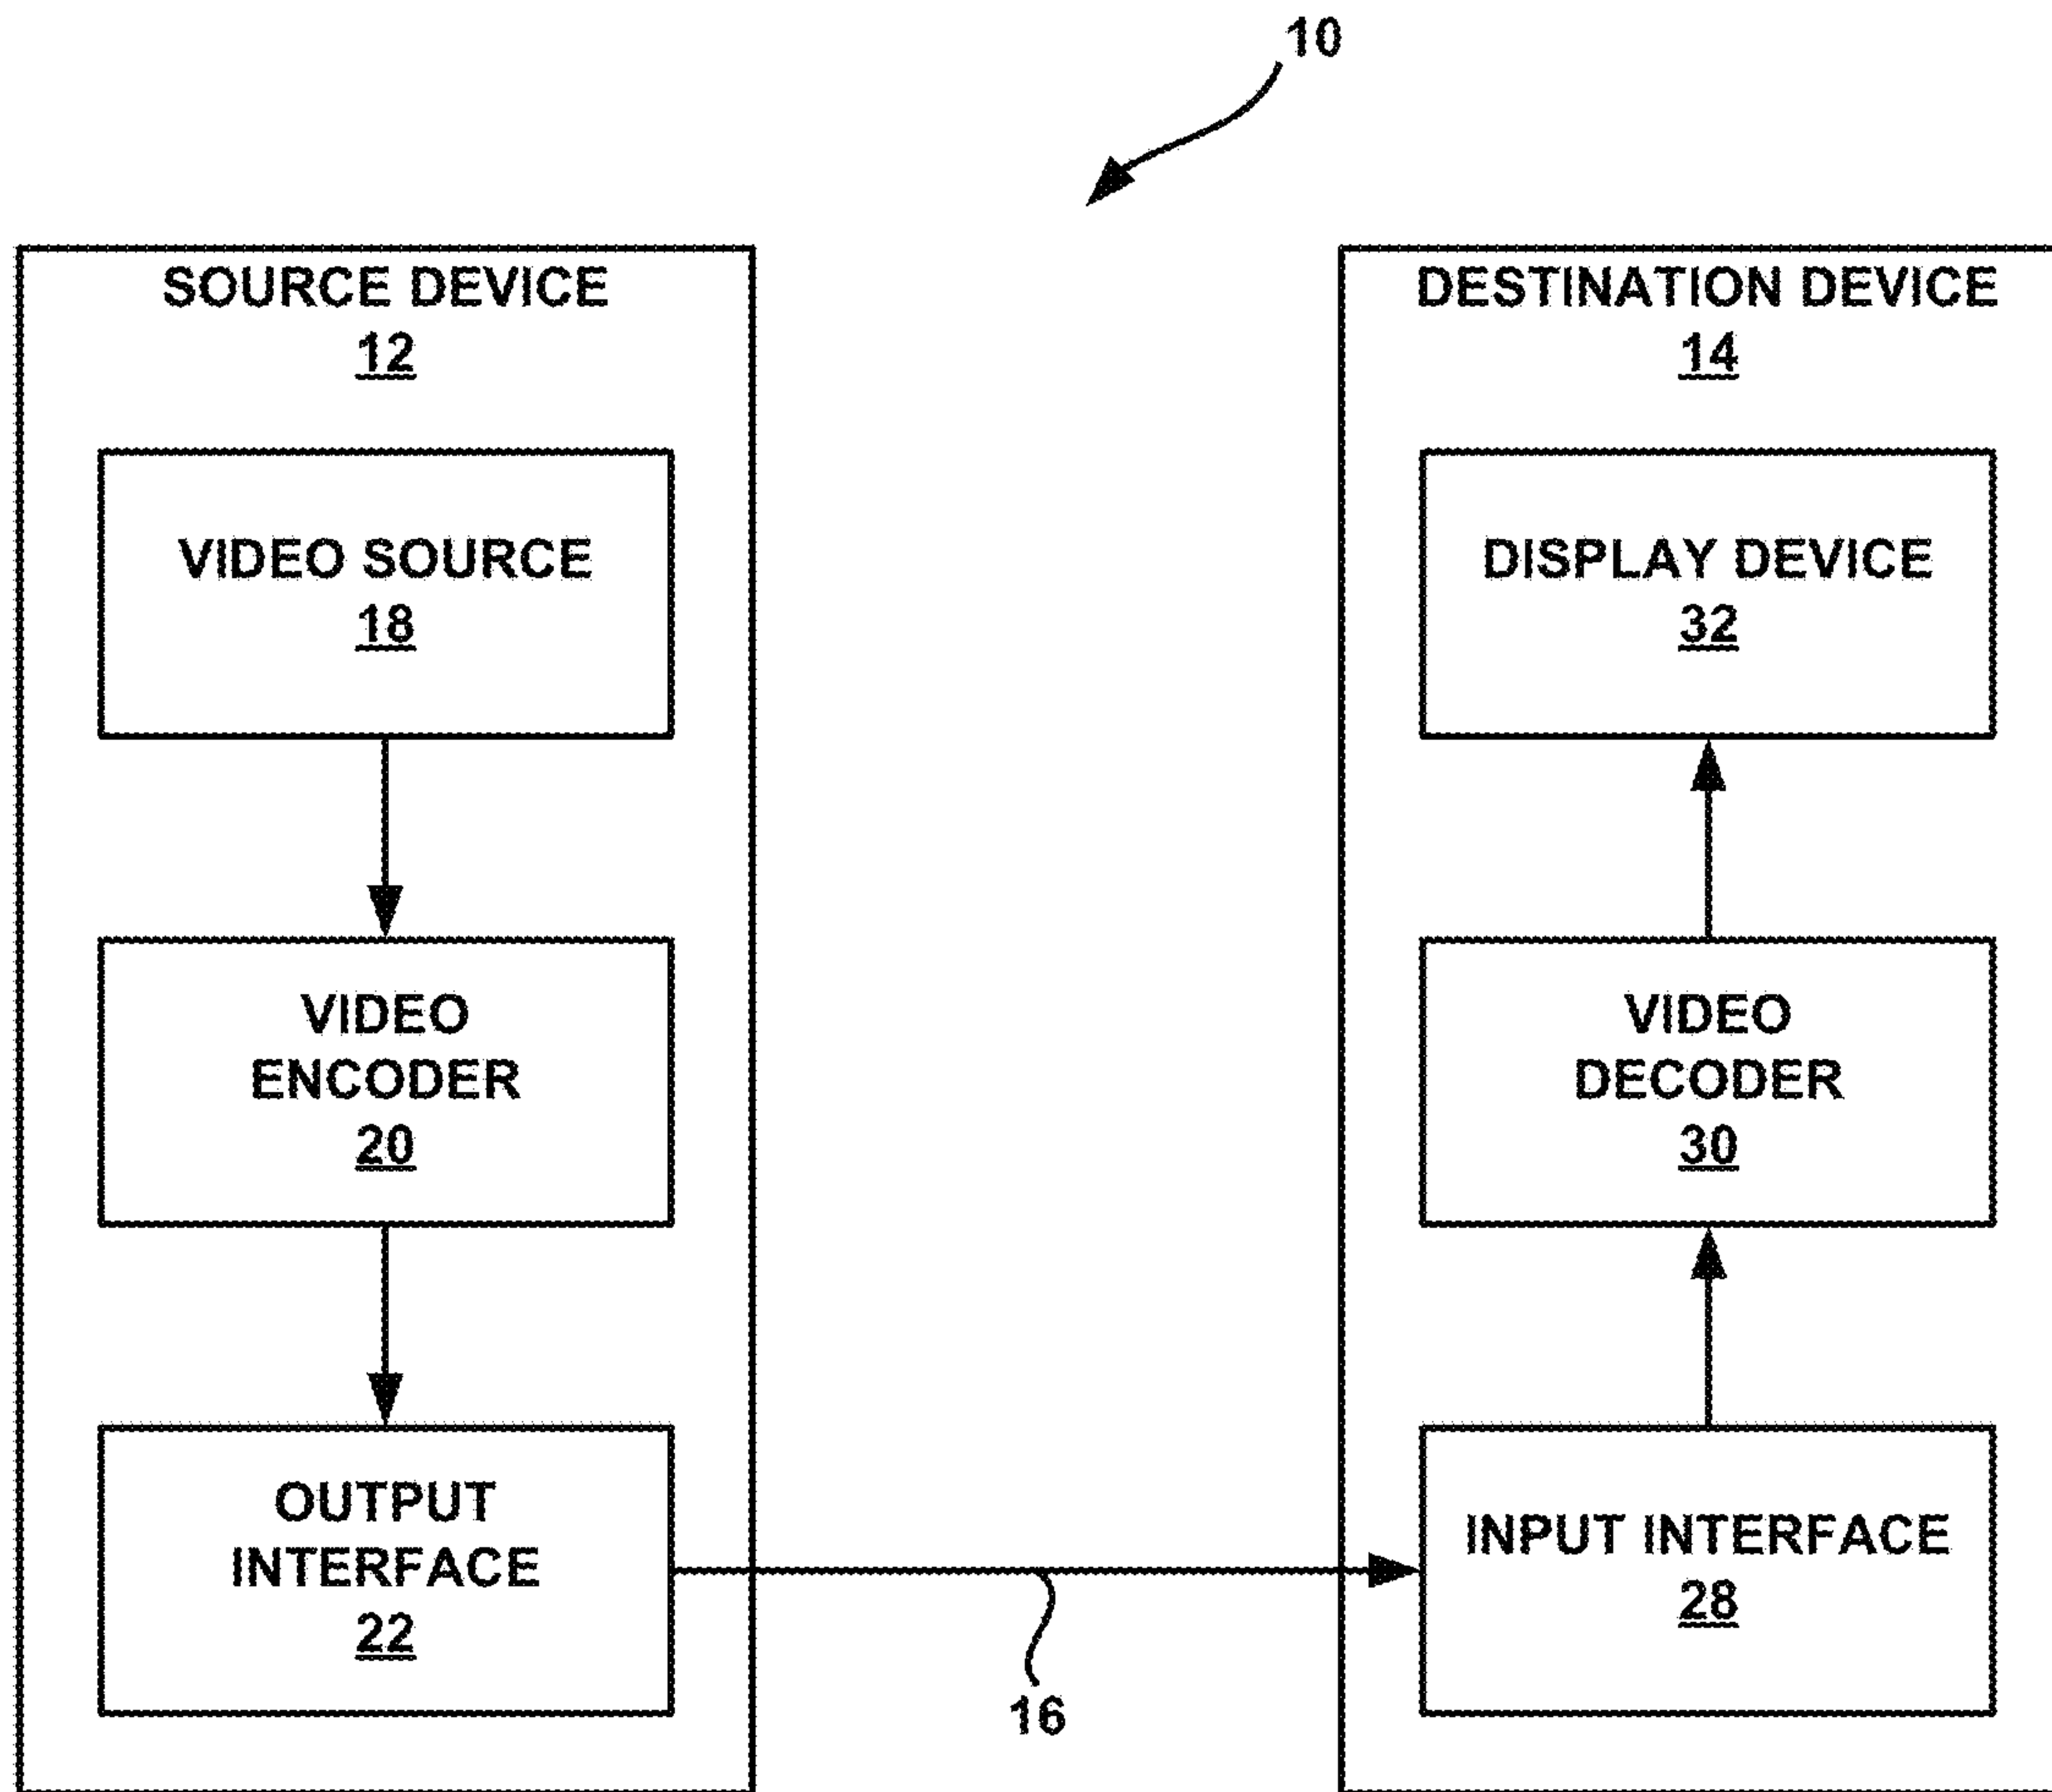 10
SOURCE DEVICE
12
VIDEO SOURCE
18
VIDEO
ENCODER
20
OUTPUT
INTERFACE
22
16
DESTINATION DEVICE
14
DISPLAY DEVICE
32
VIDEO
DECODER
30
INPUT INTERFACE
28